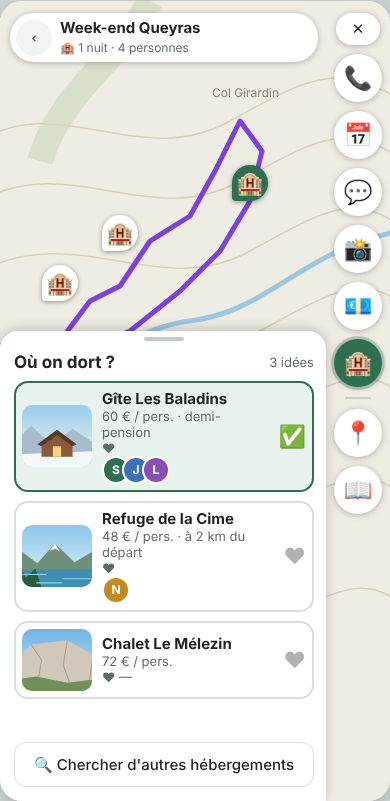 Week-end Queyras
🏨 1 nuit · 4 personnes
Col Girardin
Où on dort ?
3 idées
Gîte Les Baladins
60 € / pers. · demi-
pension
S J L
Refuge de la Cime
48 € / pers. · à 2 km du
départ
N
Chalet Le Mélezin
72 € / pers.
♥ —
🔍 Chercher d'autres hébergements